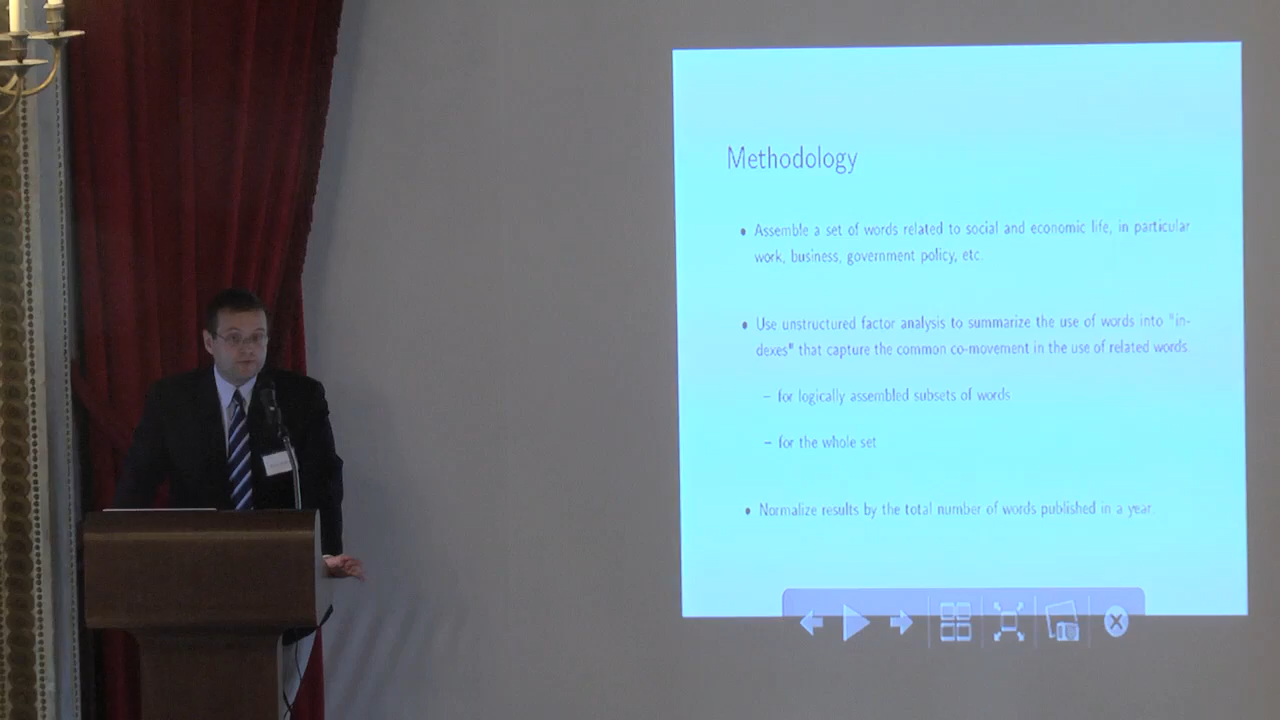 Methodology
• Assemble a set of words related to social and economic life, in particular
work, business, government policy, etc.
• Use unstructured factor analysis to summarize the use of words into "in-
dexes" that capture the common co-movement in the use of related words:
– for logically assembled subsets of words
– for the whole set
• Normalize results by the total number of words published in a year.